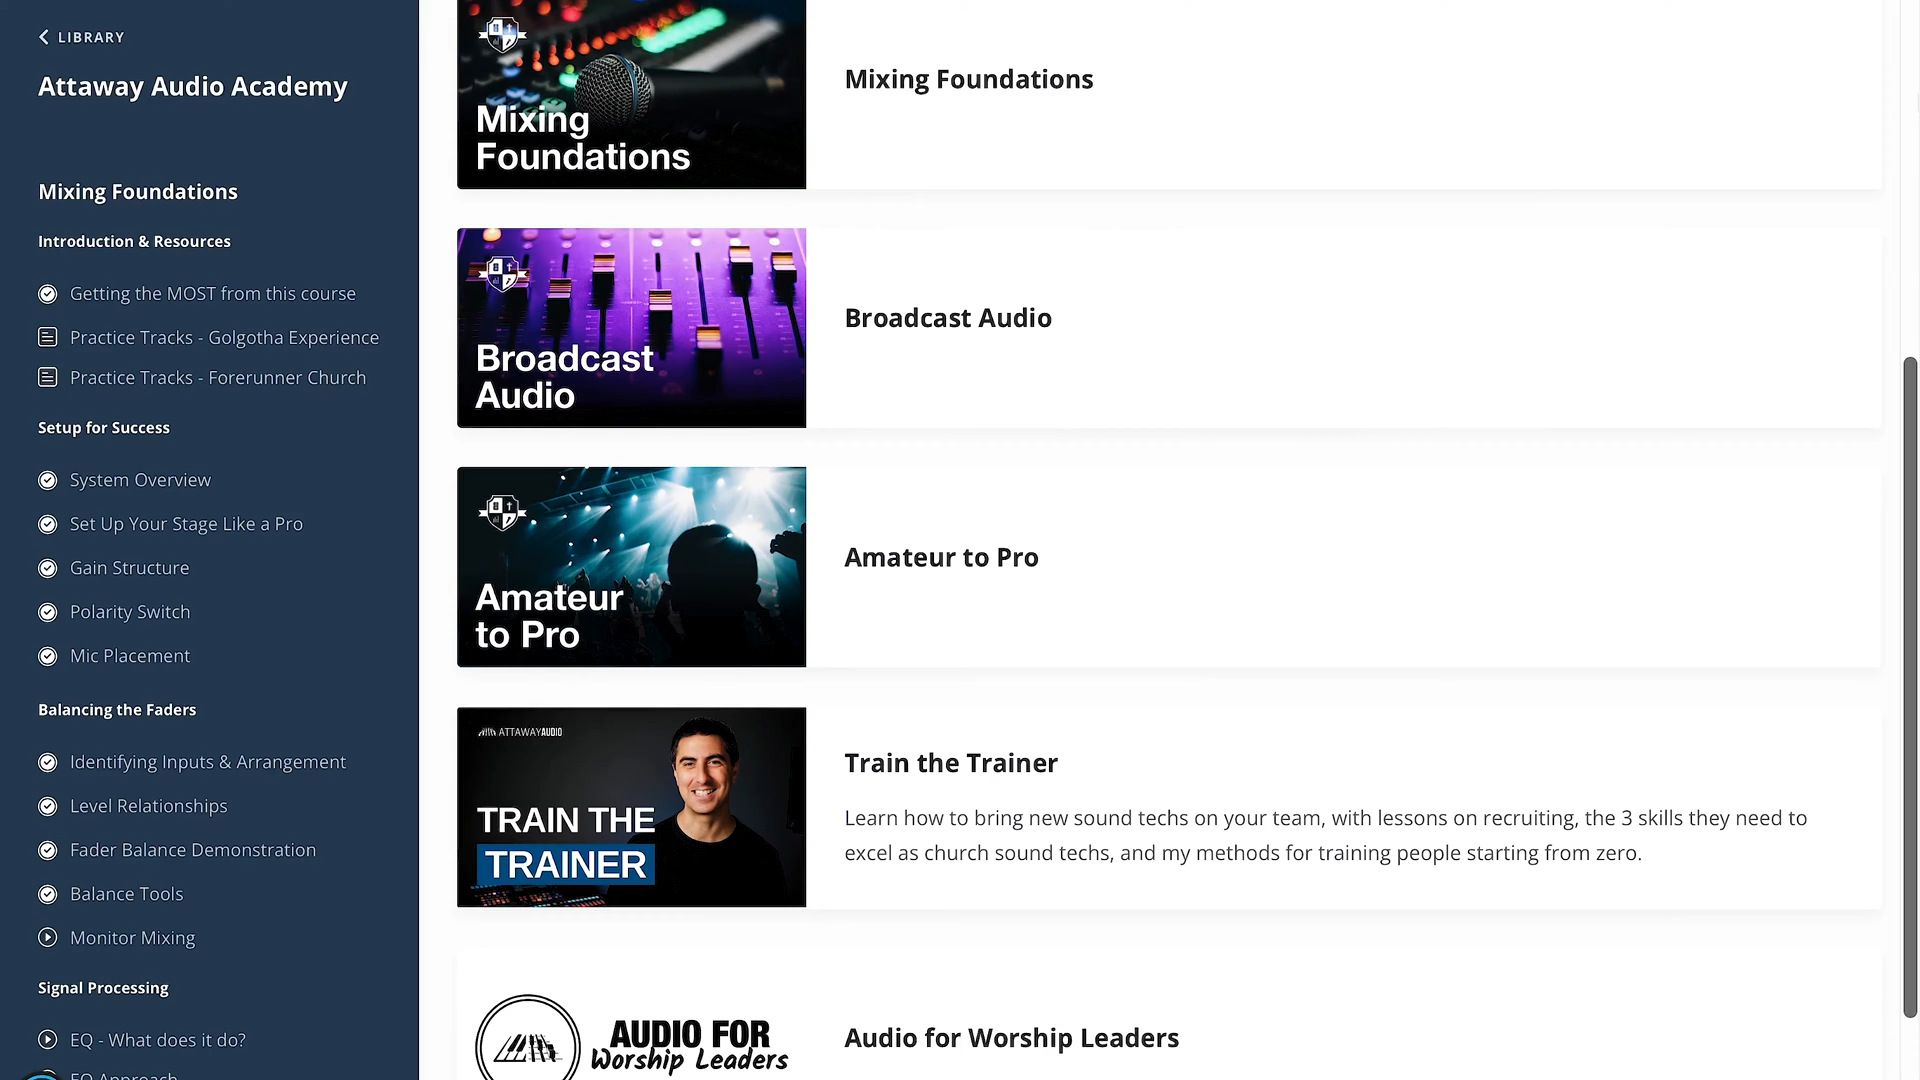 LIBRARY
Attaway Audio Academy
Mixing Foundations
Introduction & Resources
Getting the MOST from this course
Practice Tracks - Golgotha Experience
Practice Tracks - Forerunner Church
Setup for Success
System Overview
Set Up Your Stage Like a Pro
Gain Structure
Polarity Switch
Mic Placement
Balancing the Faders
Identifying Inputs & Arrangement
Level Relationships
Fader Balance Demonstration
Balance Tools
Monitor Mixing
Signal Processing
EQ - What does it do?
EQ Approach
Mixing
Foundations
Mixing Foundations
Broadcast
Audio
Broadcast Audio
Amateur
to Pro
Amateur to Pro
ATTAWAYAUDIO
TRAIN THE
TRAINER
Train the Trainer
Learn how to bring new sound techs on your team, with lessons on recruiting, the 3 skills they need to
excel as church sound techs, and my methods for training people starting from zero.
AUDIO FOR
Worship Leaders
Audio for Worship Leaders